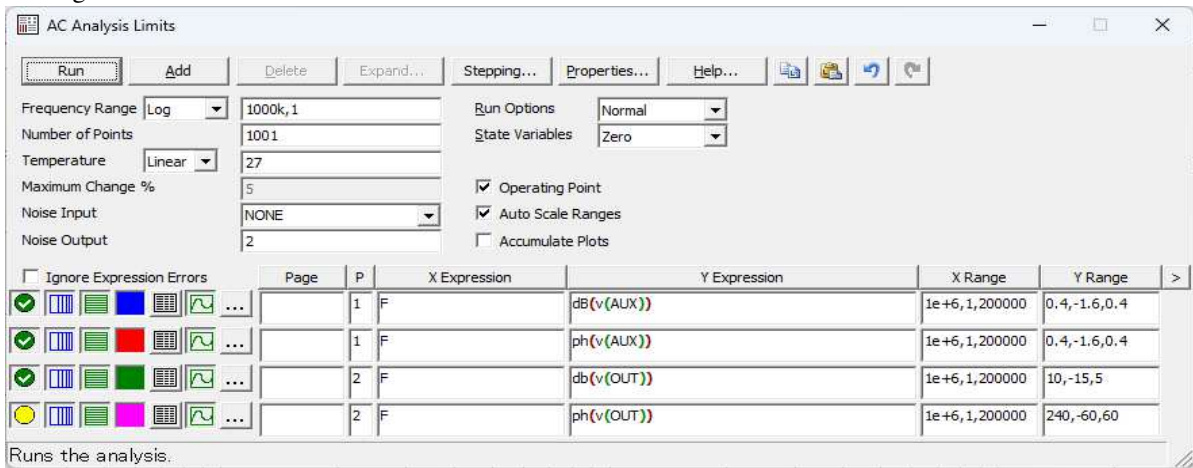 AC Analysis Limits
Run Add Delete Expand... Stepping... Properties... Help...
Frequency Range Log 1000k,1 Run Options Normal
Number of Points 1001 State Variables Zero
Temperature Linear 27
Maximum Change % 5 Operating Point
Noise Input NONE Auto Scale Ranges
Noise Output 2 Accumulate Plots
Ignore Expression Errors Page P X Expression Y Expression X Range Y Range >
... 1 F dB(v(AUX)) 1e+6,1,200000 0.4,-1.6,0.4
... 1 F ph(v(AUX)) 1e+6,1,200000 0.4,-1.6,0.4
... 2 F db(v(OUT)) 1e+6,1,200000 10,-15,5
... 2 F ph(v(OUT)) 1e+6,1,200000 240,-60,60
Runs the analysis.